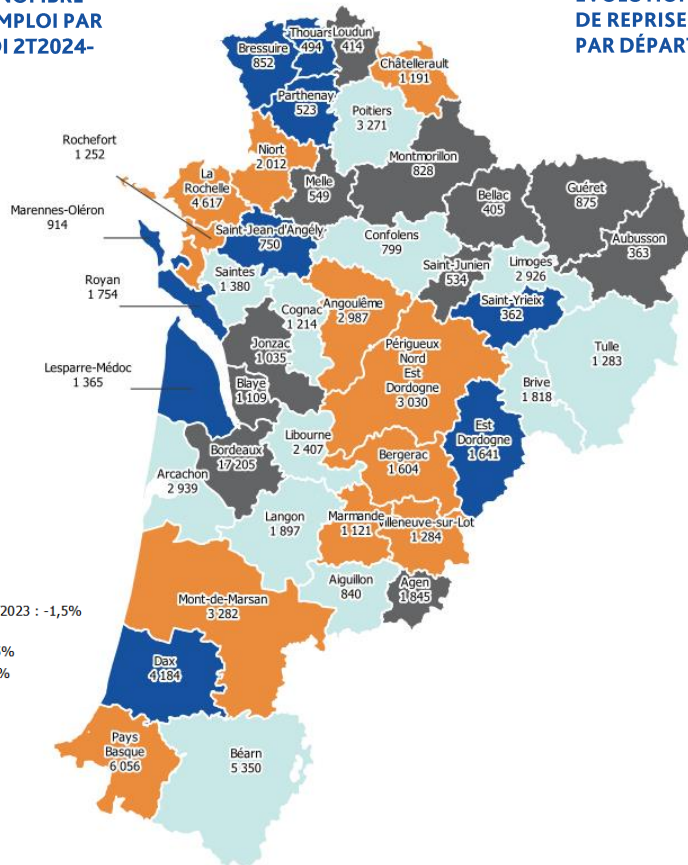 NOMBRE
MPLOI PAR
DI 2T2024-
DE REPRISE
PAR DÉPART
Thouars
494
Loudun
414
Bressuire
852
Châtellerault
1 191
Parthenay
523
Poitiers
3 271
Rochefort
1 252
Niort
2 012
Montmorillon
828
La
Rochelle
4 617
Melle
549
Bellac
405
Guéret
875
Marennes-Oléron
914
Saint-Jean-d'Angély
750
Confolens
799
Aubusson
363
Saint-Junien
534
Limoges
2 926
Royan
1 754
Saintes
1 380
Cognac
1 214
Angoulême
2 987
Saint-Yrieix
362
Jonzac
1 035
Périgueux
Nord
Est
Dordogne
3 030
Tulle
1 283
Lesparre-Médoc
1 365
Blaye
1 109
Brive
1 818
Libourne
2 407
Est
Dordogne
1 641
Bordeaux
17 205
Bergerac
1 604
Arcachon
2 939
Langon
1 897
Marmande
1 121
Villeneuve-sur-Lot
1 284
Aiguillon
840
Agen
1 845
Mont-de-Marsan
3 282
2023 : -1,5%
%
%
Dax
4 184
Pays
Basque
6 056
Béarn
5 350